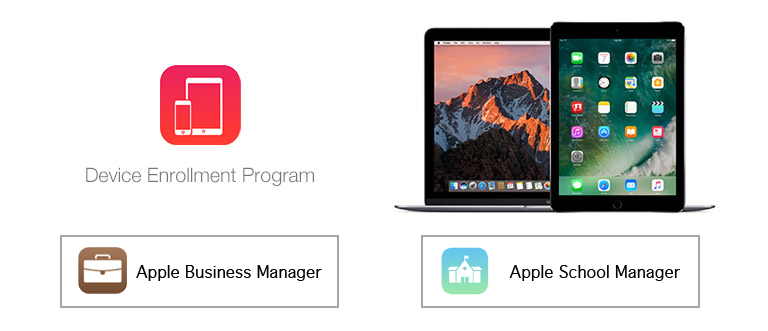 Device Enrollment Program
Apple Business Manager
Apple School Manager